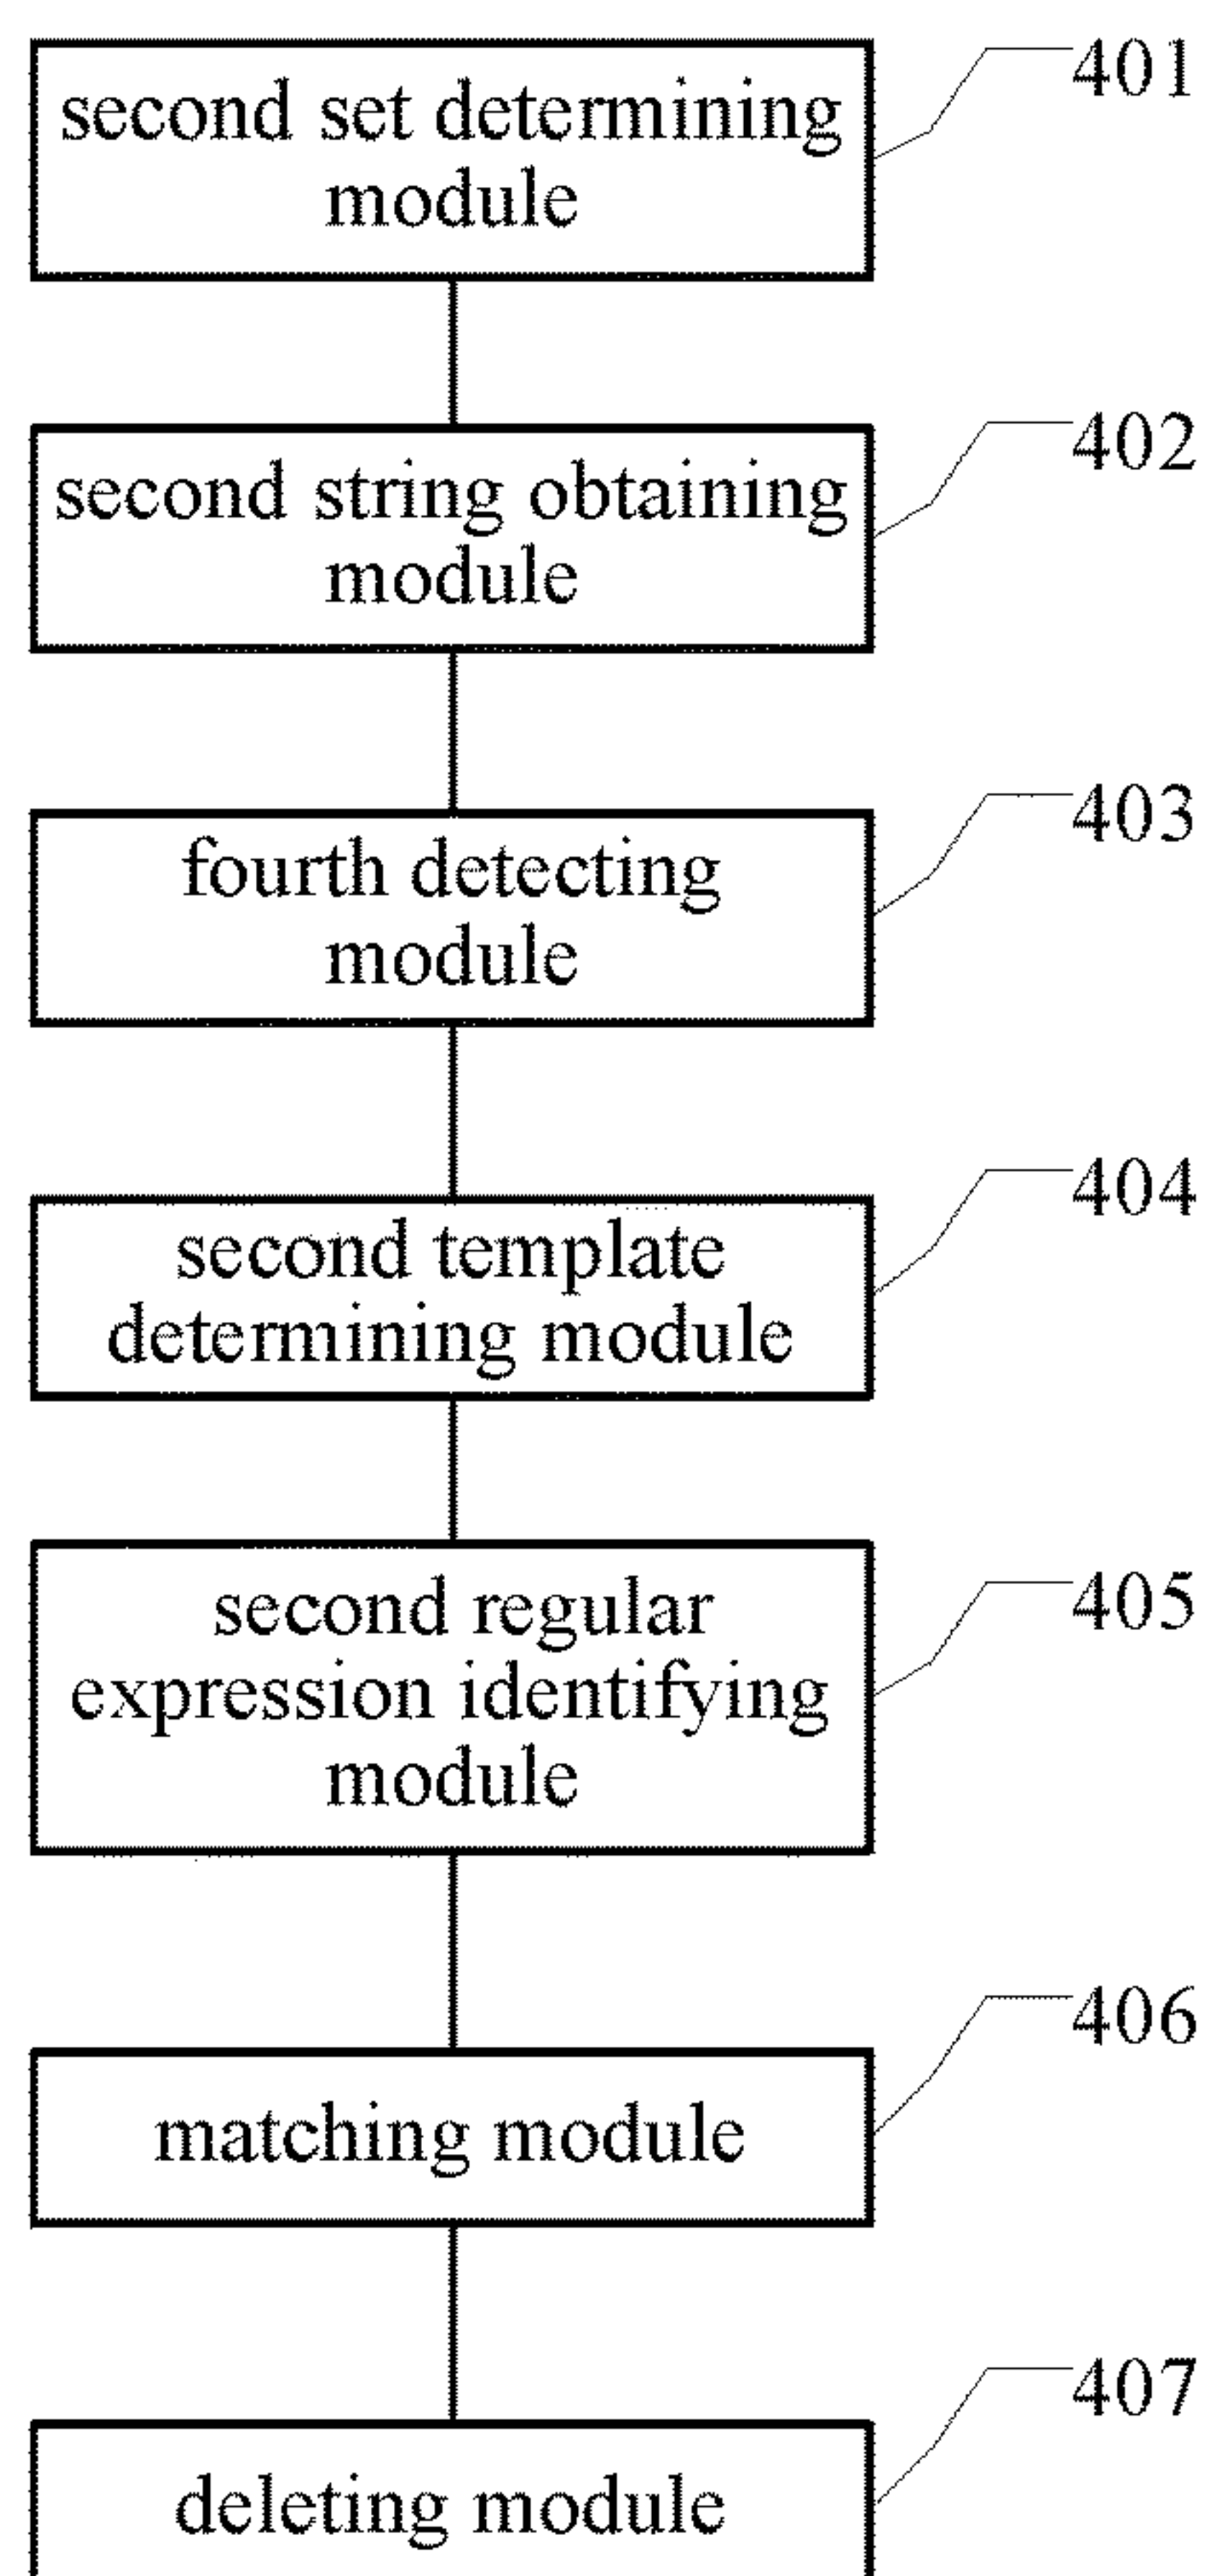 second set determining
module
401
second string obtaining
module
402
fourth detecting
module
403
second template
determining module
404
second regular
expression identifying
module
405
matching module
406
deleting module
407